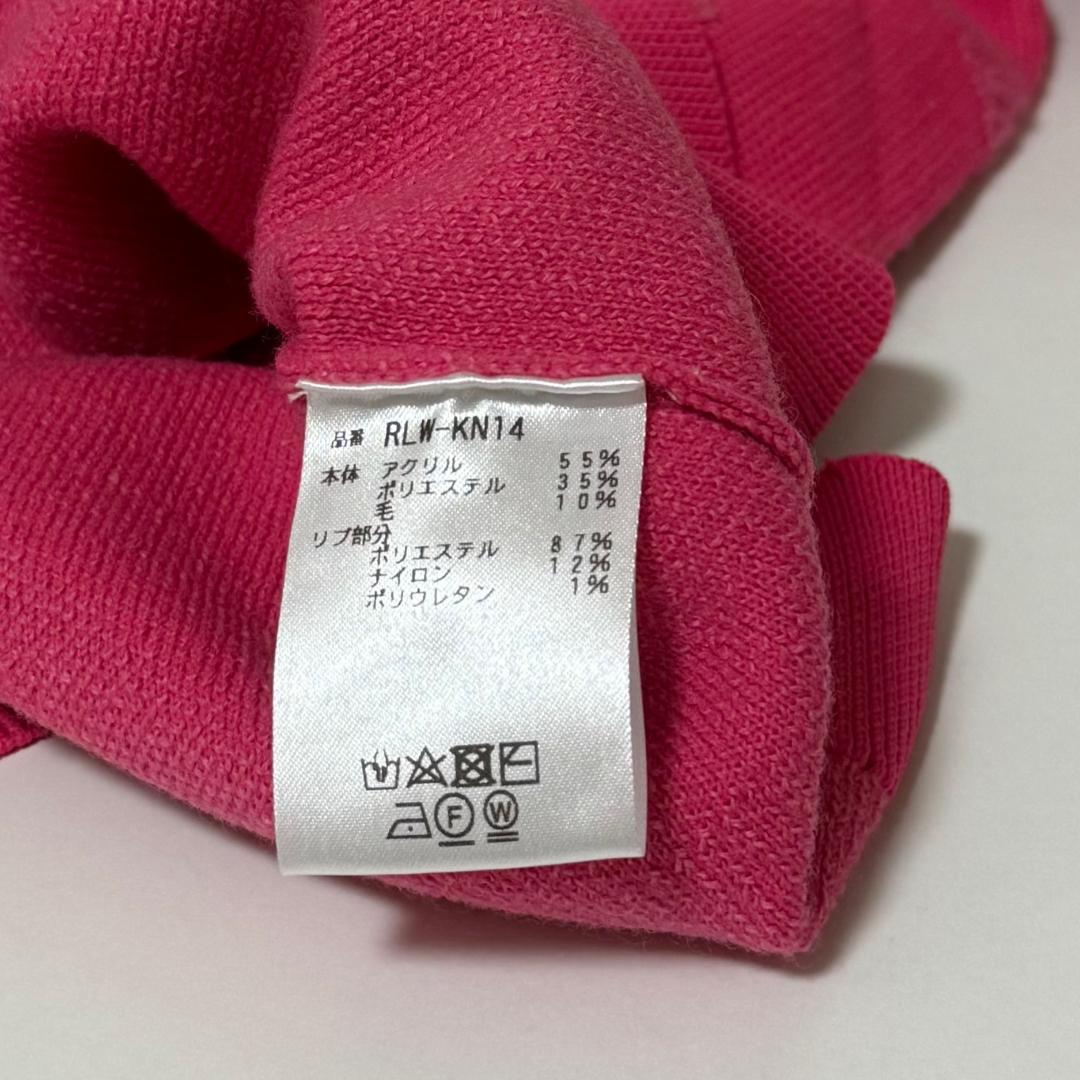 品番 RLW-KN14
本体 アクリル 55%
ポリエステル 35%
毛 10%
リブ部分
ポリエステル 87%
ナイロン 12%
ポリウレタン 1%
F W